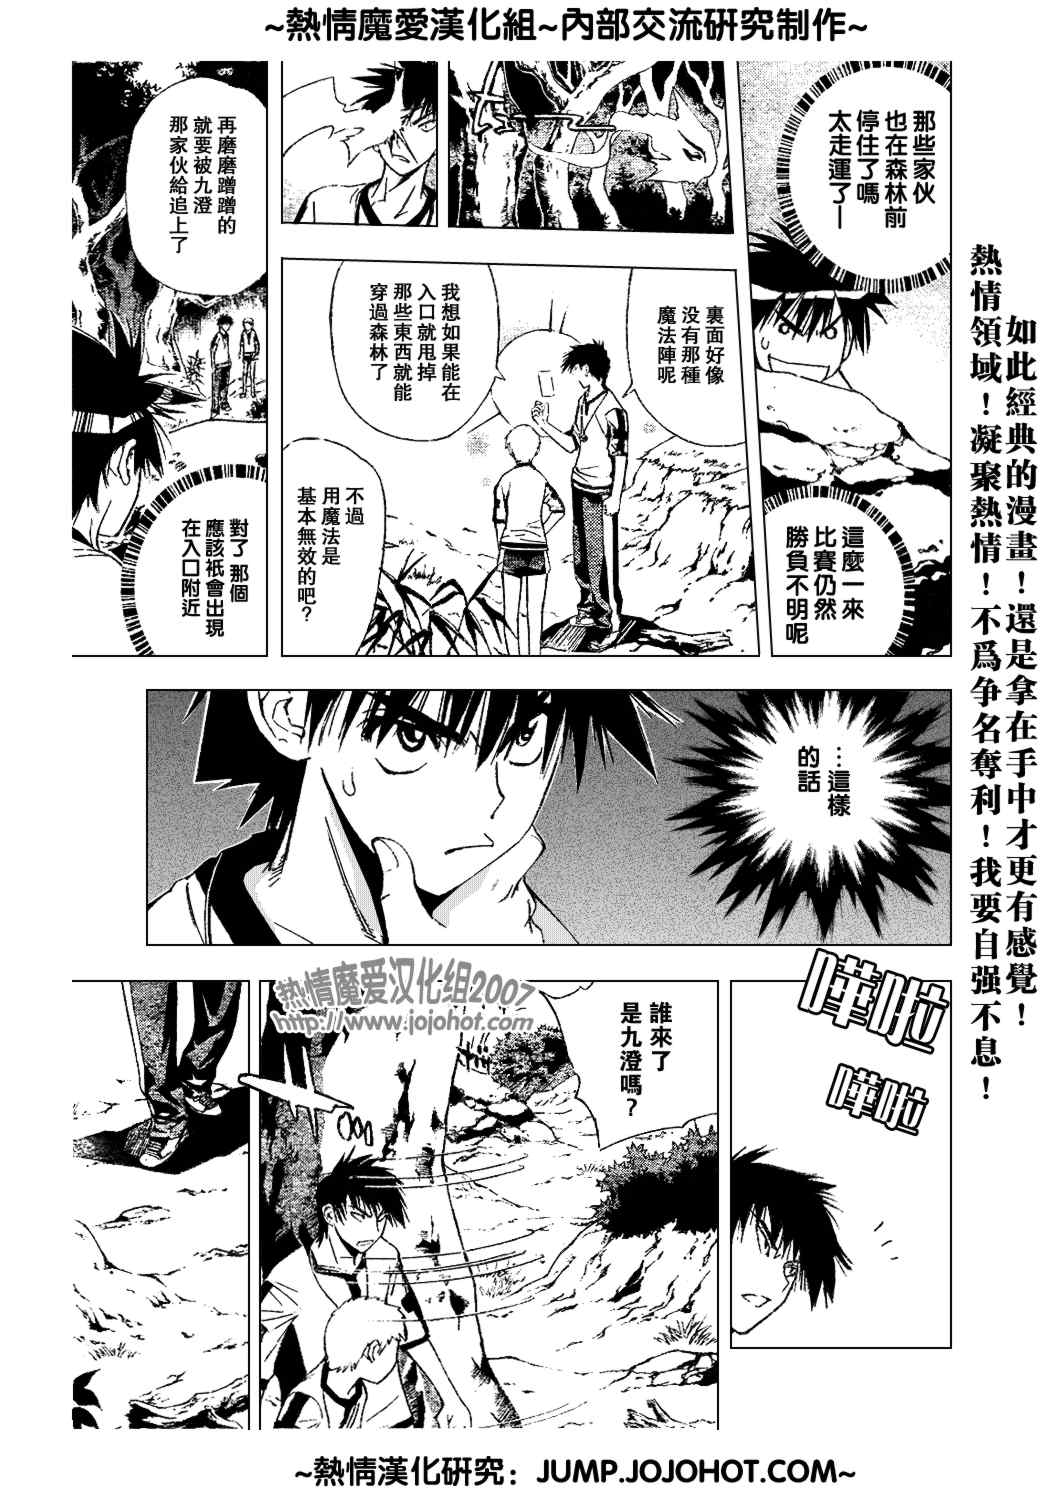 ~熱情魔愛漢化組~內部交流研究制作~
那些家伙
也在森林前
停住了嗎
太走運了ー
這麼一來
比賽仍然
勝負不明呢
裏面好像
没有那種
魔法陣呢
我想如果能在
入口就甩掉
那些東西就能
穿過森林了
不過
用魔法是
基本無效的吧？
再磨磨蹭蹭的
就要被九澄
那家伙給追上了
對了 那個
應該祇會出現
在入口附近
…這樣
的話
嘩啦
嘩啦
誰來了
是九澄嗎？
熱情魔爱汉化组2007
http://www.jojohot.com
如此經典的漫畫！還是拿在手中才更有感覺！
熱情領域！凝聚熱情！不爲争名奪利！我要自强不息！
~熱情漢化研究：JUMP.JOJOHOT.COM~